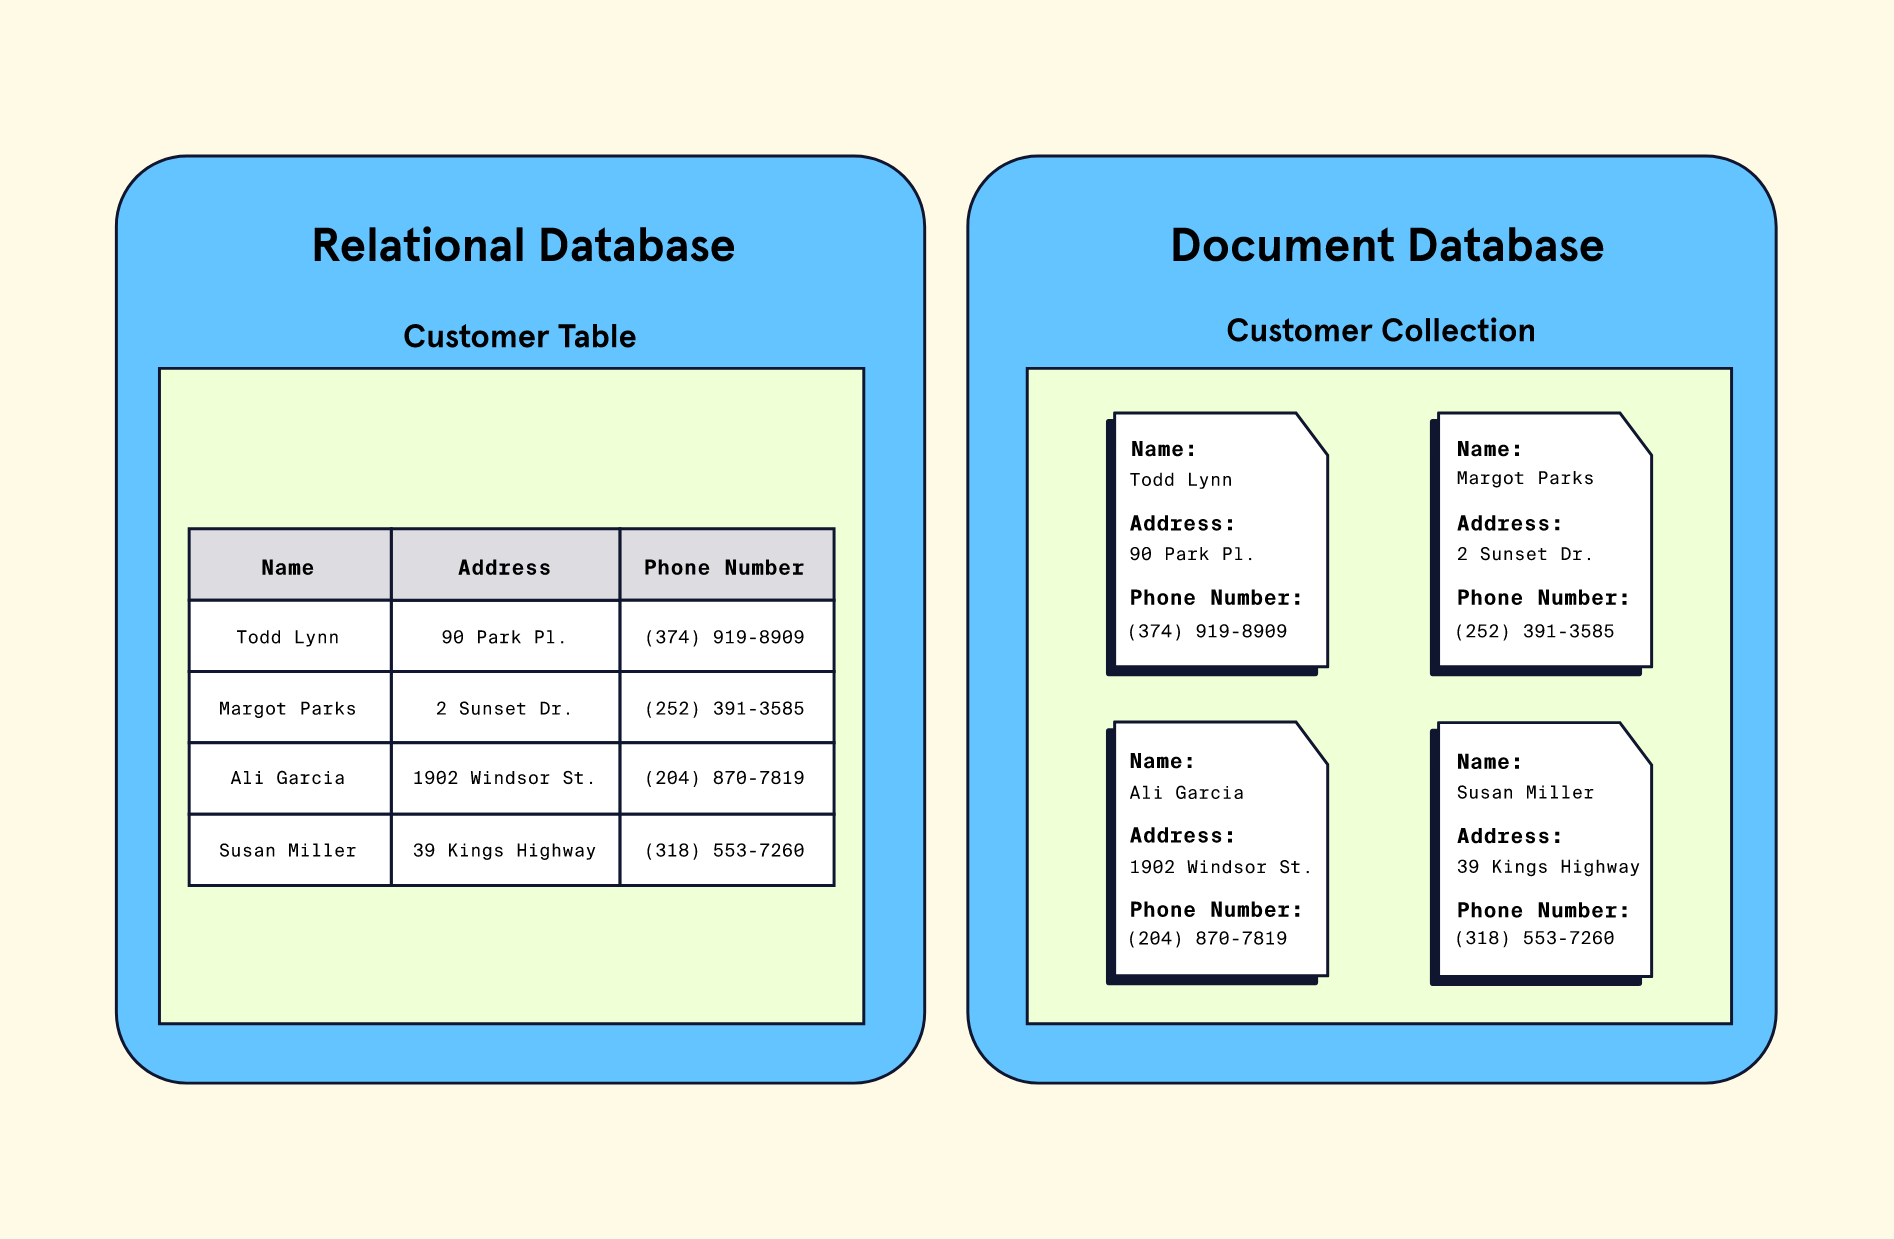 Relational Database
Customer Table
Name Address Phone Number
Todd Lynn 90 Park Pl. (374) 919-8909
Margot Parks 2 Sunset Dr. (252) 391-3585
Ali Garcia 1902 Windsor St. (204) 870-7819
Susan Miller 39 Kings Highway (318) 553-7260
Document Database
Customer Collection
Name:
Todd Lynn
Address:
90 Park Pl.
Phone Number:
(374) 919-8909
Name:
Margot Parks
Address:
2 Sunset Dr.
Phone Number:
(252) 391-3585
Name:
Ali Garcia
Address:
1902 Windsor St.
Phone Number:
(204) 870-7819
Name:
Susan Miller
Address:
39 Kings Highway
Phone Number:
(318) 553-7260